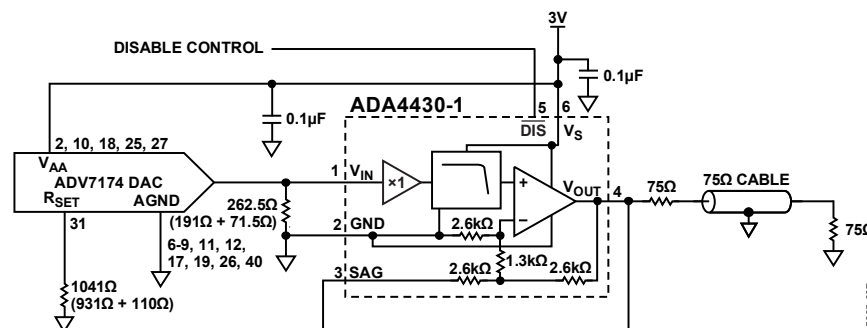 3V
DISABLE CONTROL
0.1µF
ADA4430-1
5
6
0.1µF
DIS
VS
2, 10, 18, 25, 27
VAA
ADV7174 DAC
RSET
AGND
1
VIN
×1
+
–
VOUT
4
75Ω
75Ω CABLE
75Ω
31
262.5Ω
(191Ω + 71.5Ω)
2
GND
2.6kΩ
1.3kΩ
6-9, 11, 12,
17, 19, 26, 40
3
SAG
2.6kΩ
2.6kΩ
1041Ω
(931Ω + 110Ω)